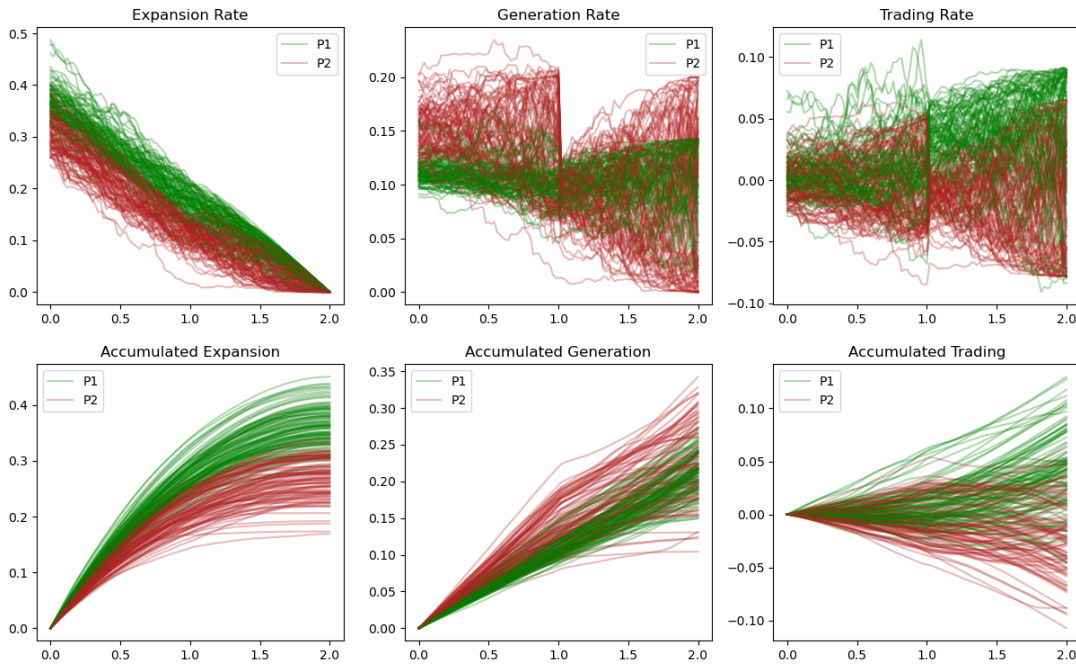 Expansion Rate
0.5
0.4
0.3
0.2
0.1
0.0
P1
P2
0.0 0.5 1.0 1.5 2.0
Generation Rate
0.20
0.15
0.10
0.05
0.00
P1
P2
0.0 0.5 1.0 1.5 2.0
Trading Rate
0.10
0.05
0.00
−0.05
−0.10
P1
P2
0.0 0.5 1.0 1.5 2.0
Accumulated Expansion
0.4
0.3
0.2
0.1
0.0
P1
P2
0.0 0.5 1.0 1.5 2.0
Accumulated Generation
0.35
0.30
0.25
0.20
0.15
0.10
0.05
0.00
P1
P2
0.0 0.5 1.0 1.5 2.0
Accumulated Trading
0.10
0.05
0.00
−0.05
−0.10
P1
P2
0.0 0.5 1.0 1.5 2.0